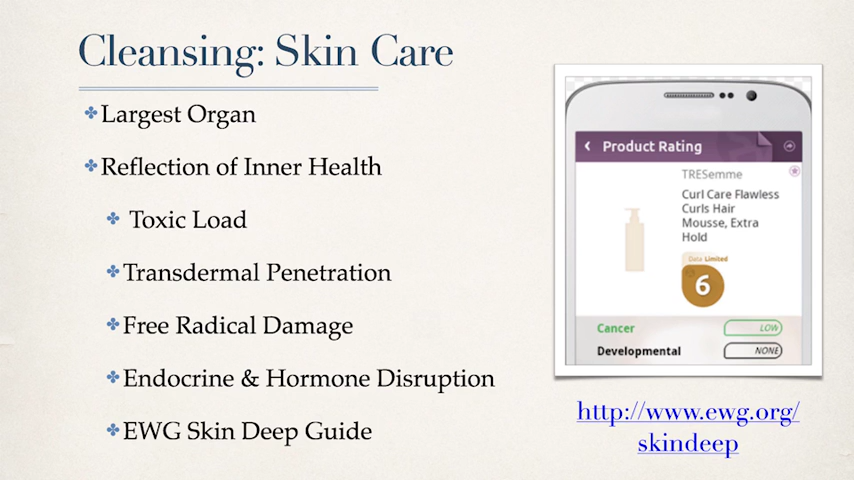 Cleansing: Skin Care
Largest Organ
Reflection of Inner Health
Toxic Load
Transdermal Penetration
Free Radical Damage
Endocrine & Hormone Disruption
EWG Skin Deep Guide
Product Rating
TRESemme
Curl Care Flawless
Curls Hair
Mousse, Extra
Hold
Data Limited
6
Cancer LOW
Developmental NONE
http://www.ewg.org/
skindeep